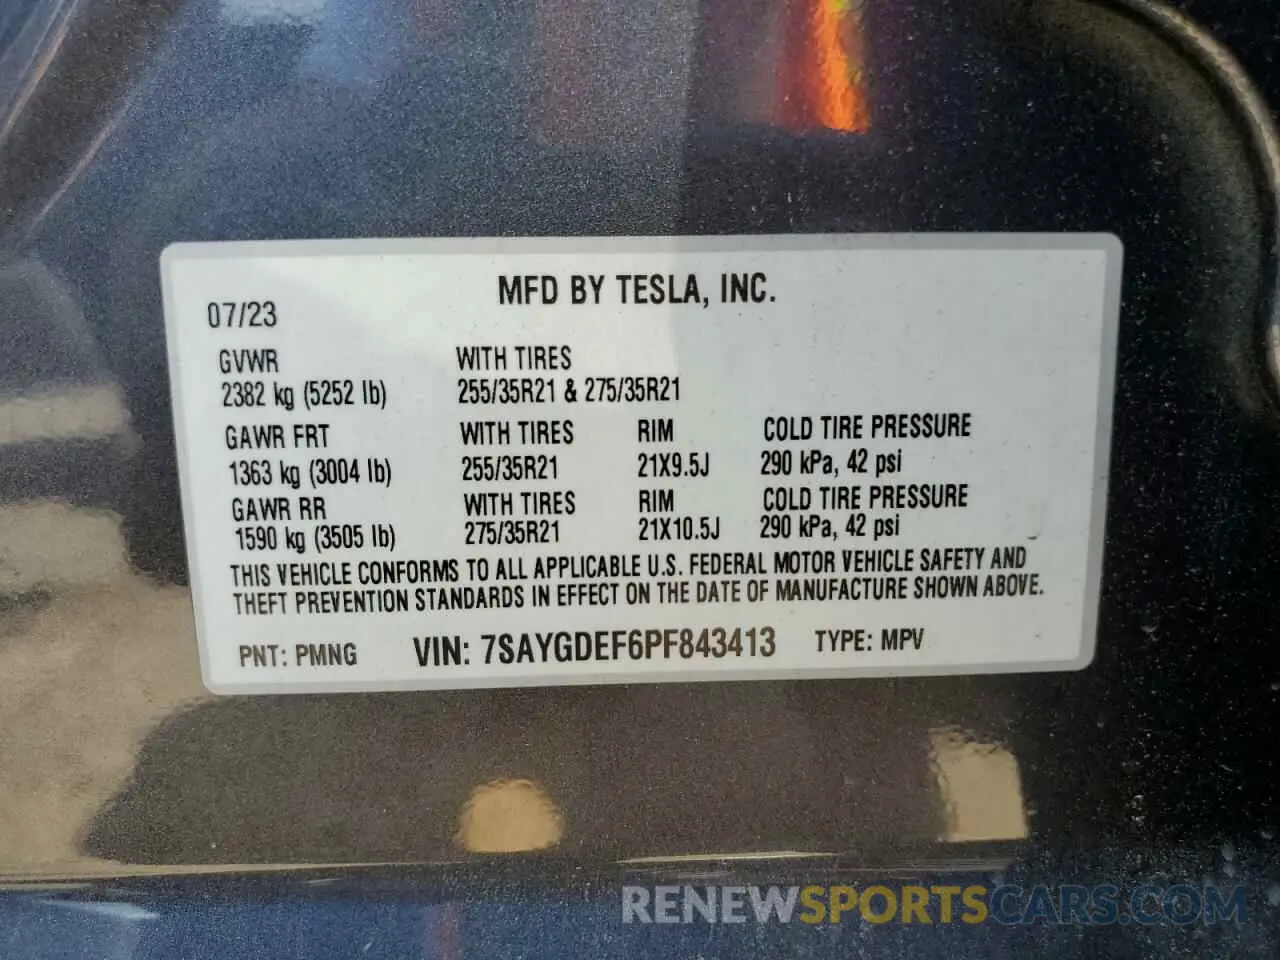 MFD BY TESLA, INC.
07/23
GVWR WITH TIRES
2382 kg (5252 lb) 255/35R21 & 275/35R21
GAWR FRT WITH TIRES RIM COLD TIRE PRESSURE
1363 kg (3004 lb) 255/35R21 21X9.5J 290 kPa, 42 psi
GAWR RR WITH TIRES RIM COLD TIRE PRESSURE
1590 kg (3505 lb) 275/35R21 21X10.5J 290 kPa, 42 psi
THIS VEHICLE CONFORMS TO ALL APPLICABLE U.S. FEDERAL MOTOR VEHICLE SAFETY AND
THEFT PREVENTION STANDARDS IN EFFECT ON THE DATE OF MANUFACTURE SHOWN ABOVE.
PNT: PMNG VIN: 7SAYGDEF6PF843413 TYPE: MPV
RENEWSPORTSCARS.COM